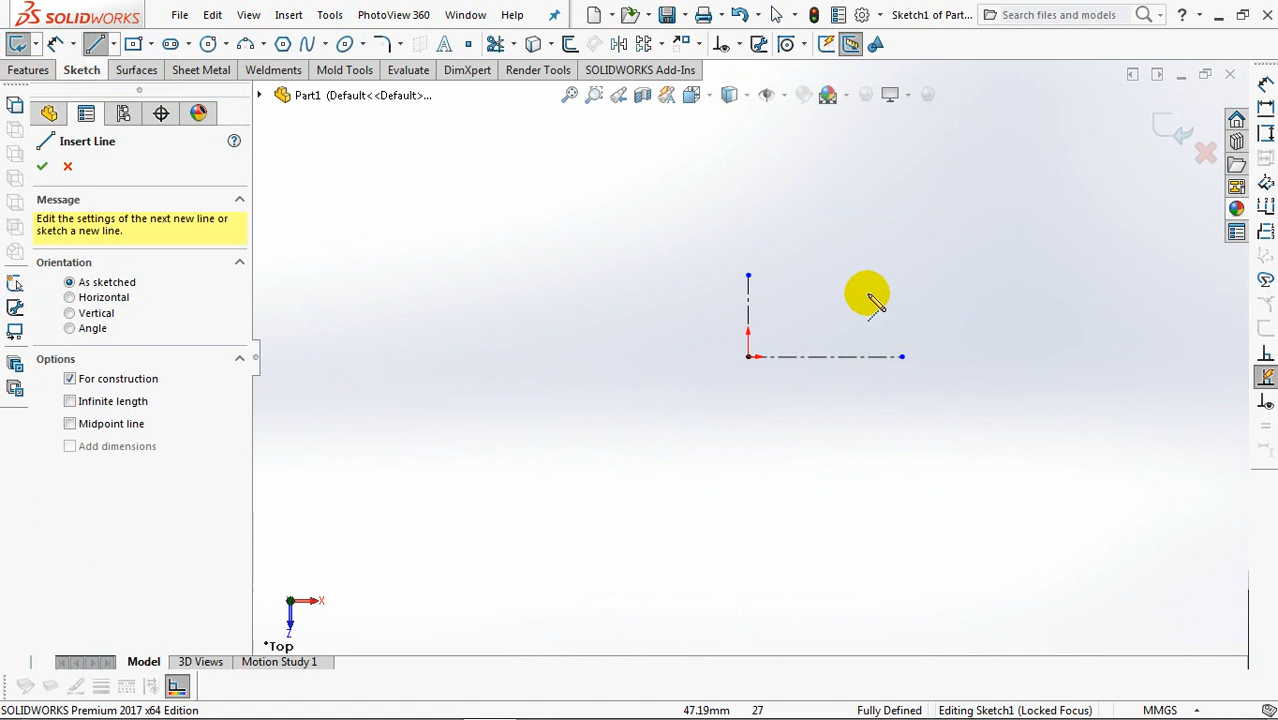 SOLIDWORKS File Edit View Insert Tools PhotoView 360 Window Help Sketch1 of Part... Search files and models ?
Features Sketch Surfaces Sheet Metal Weldments Mold Tools Evaluate DimXpert Render Tools SOLIDWORKS Add-Ins
Part1 (Default<<Default>...
Insert Line
Message
Edit the settings of the next new line or
sketch a new line.
Orientation
As sketched
Horizontal
Vertical
Angle
Options
For construction
Infinite length
Midpoint line
Add dimensions
X
Z
*Top
Model 3D Views Motion Study 1
SOLIDWORKS Premium 2017 x64 Edition 47.19mm 27 Fully Defined Editing Sketch1 (Locked Focus) MMGS